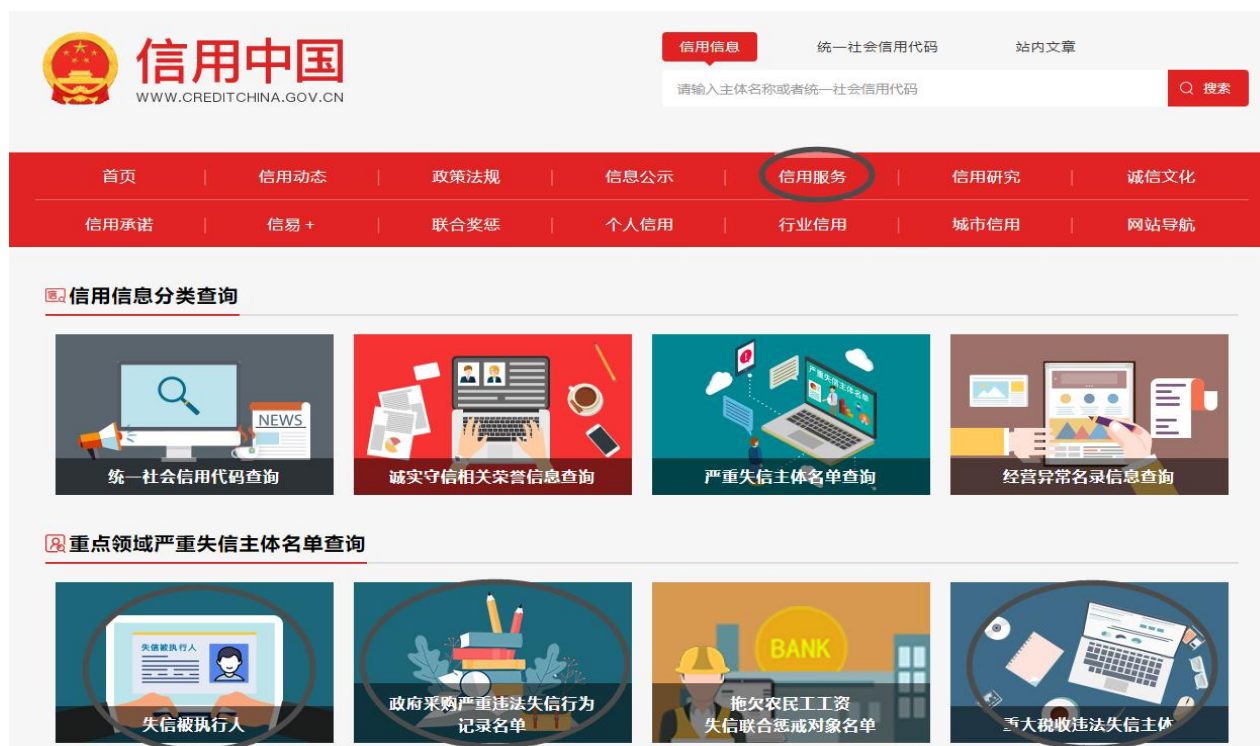 信用中国
WWW.CREDITCHINA.GOV.CN
信用信息 统一社会信用代码 站内文章
请输入主体名称或者统一社会信用代码 搜索
首页 信用动态 政策法规 信息公示 信用服务 信用研究 诚信文化
信用承诺 信易+ 联合奖惩 个人信用 行业信用 城市信用 网站导航
信用信息分类查询
NEWS
严重失信主体名单
统一社会信用代码查询 诚实守信相关荣誉信息查询 严重失信主体名单查询 经营异常名录信息查询
重点领域严重失信主体名单查询
失信被执行人
BANK
失信被执行人
政府采购严重违法失信行为
记录名单
拖欠农民工工资
失信联合惩戒对象名单
重大税收违法失信主体